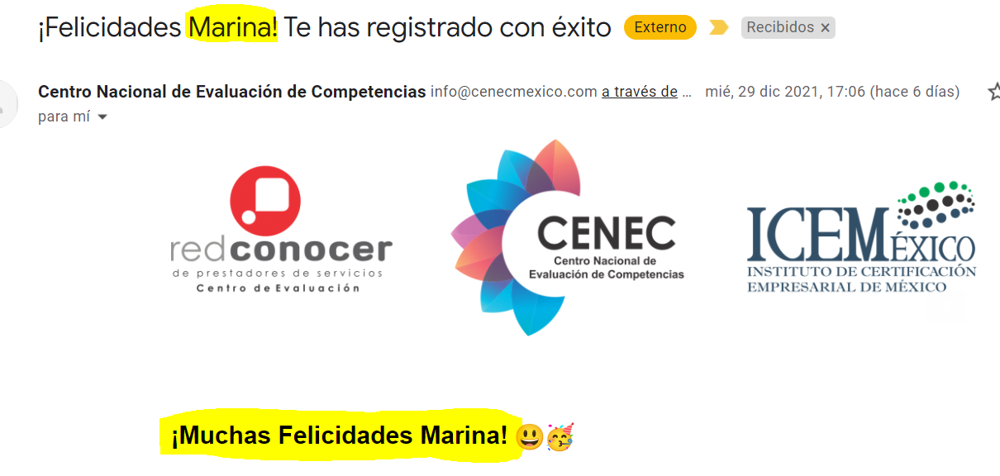 ¡Felicidades Marina! Te has registrado con éxito Externo Recibidos ×
Centro Nacional de Evaluación de Competencias info@cenecmexico.com a través de ... mié, 29 dic 2021, 17:06 (hace 6 días)
para mí
redconocer
de prestadores de servicios
Centro de Evaluación
CENEC
Centro Nacional de
Evaluación de Competencias
ICEMÉXICO
INSTITUTO DE CERTIFICACIÓN
EMPRESARIAL DE MÉXICO
¡Muchas Felicidades Marina! 😃🥳